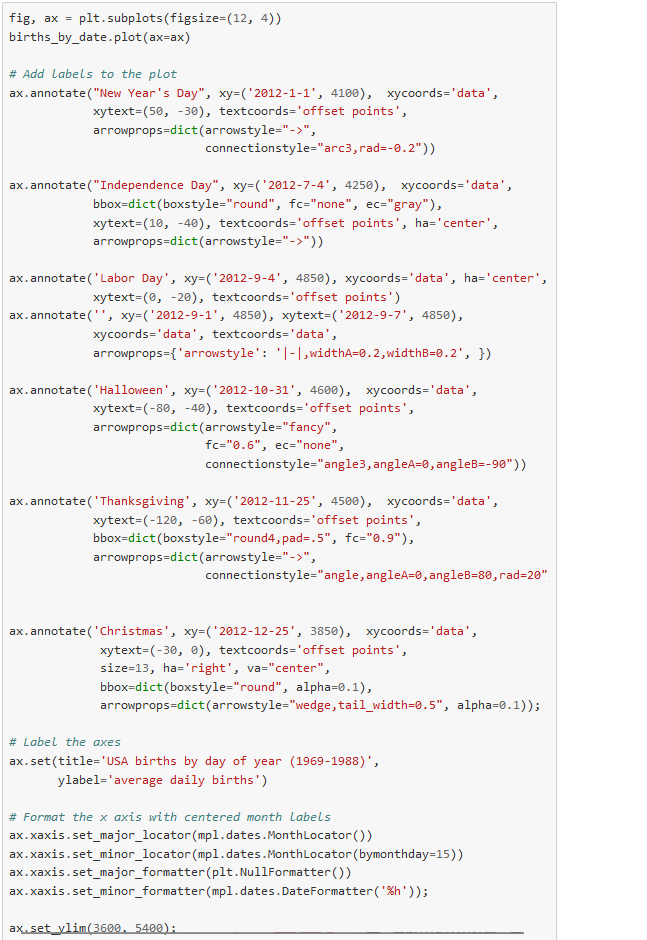 fig, ax = plt.subplots(figsize=(12, 4))
births_by_date.plot(ax=ax)

# Add labels to the plot
ax.annotate("New Year's Day", xy=('2012-1-1', 4100),  xycoords='data',
            xytext=(50, -30), textcoords='offset points',
            arrowprops=dict(arrowstyle="->",
                            connectionstyle="arc3,rad=-0.2"))

ax.annotate("Independence Day", xy=('2012-7-4', 4250),  xycoords='data',
            bbox=dict(boxstyle="round", fc="none", ec="gray"),
            xytext=(10, -40), textcoords='offset points', ha='center',
            arrowprops=dict(arrowstyle="->"))

ax.annotate('Labor Day', xy=('2012-9-4', 4850), xycoords='data', ha='center',
            xytext=(0, -20), textcoords='offset points')
ax.annotate('', xy=('2012-9-1', 4850), xytext=('2012-9-7', 4850),
            xycoords='data', textcoords='data',
            arrowprops={'arrowstyle': '|-|,widthA=0.2,widthB=0.2', })

ax.annotate('Halloween', xy=('2012-10-31', 4600),  xycoords='data',
            xytext=(-80, -40), textcoords='offset points',
            arrowprops=dict(arrowstyle="fancy",
                            fc="0.6", ec="none",
                            connectionstyle="angle3,angleA=0,angleB=-90"))

ax.annotate('Thanksgiving', xy=('2012-11-25', 4500),  xycoords='data',
            xytext=(-120, -60), textcoords='offset points',
            bbox=dict(boxstyle="round4,pad=.5", fc="0.9"),
            arrowprops=dict(arrowstyle="->",
                            connectionstyle="angle,angleA=0,angleB=80,rad=20"

ax.annotate('Christmas', xy=('2012-12-25', 3850),  xycoords='data',
             xytext=(-30, 0), textcoords='offset points',
             size=13, ha='right', va="center",
             bbox=dict(boxstyle="round", alpha=0.1),
             arrowprops=dict(arrowstyle="wedge,tail_width=0.5", alpha=0.1));

# Label the axes
ax.set(title='USA births by day of year (1969-1988)',
       ylabel='average daily births')

# Format the x axis with centered month labels
ax.xaxis.set_major_locator(mpl.dates.MonthLocator())
ax.xaxis.set_minor_locator(mpl.dates.MonthLocator(bymonthday=15))
ax.xaxis.set_major_formatter(plt.NullFormatter())
ax.xaxis.set_minor_formatter(mpl.dates.DateFormatter('%h'));

ax.set_ylim(3600, 5400);